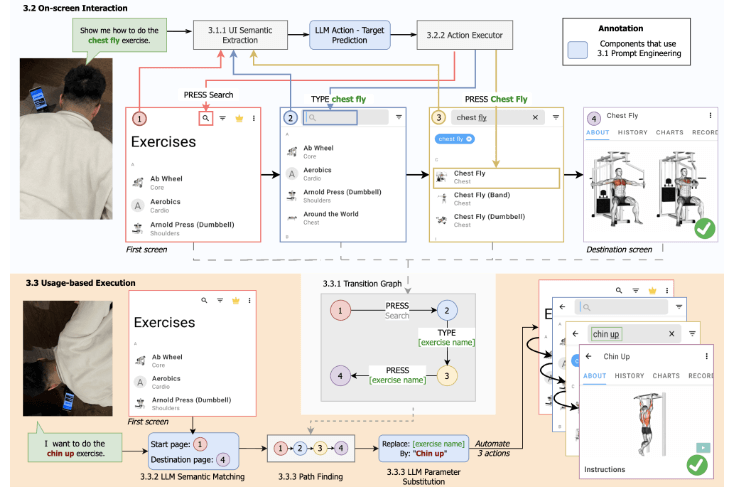 3.2 On-screen Interaction
Show me how to do the
chest fly exercise.
3.1.1 UI Semantic
Extraction
LLM Action - Target
Prediction
3.2.2 Action Executor
Annotation
Components that use
3.1 Prompt Engineering
PRESS Search
TYPE chest fly
PRESS Chest Fly
1
Exercises
A
Ab Wheel
Core
A
Aerobics
Cardio
Arnold Press (Dumbbell)
Shoulders
First screen
2
A
Ab Wheel
Core
A
Aerobics
Cardio
Arnold Press (Dumbbell)
Shoulders
Around the World
Chest
3
chest fly
chest fly
C
Chest Fly
Chest
Chest Fly (Band)
Chest
Chest Fly (Dumbbell)
Chest
4
Chest Fly
ABOUT HISTORY CHARTS RECORD
Destination screen
3.3 Usage-based Execution
Exercises
A
Ab Wheel
Core
A
Aerobics
Cardio
Arnold Press (Dumbbell)
Shoulders
First screen
3.3.1 Transition Graph
1
PRESS
Search
2
TYPE
[exercise name]
4
PRESS
[exercise name]
3
I want to do the
chin up exercise.
Start page: 1
Destination page: 4
3.3.2 LLM Semantic Matching
1 2 3 4
3.3.3 Path Finding
Replace: [exercise name]
By: "Chin up"
3.3.3 LLM Parameter
Substitution
Automate
3 actions
E
A
chin up
C
Chin Up
ABOUT HISTORY CHARTS RECORD
Instructions